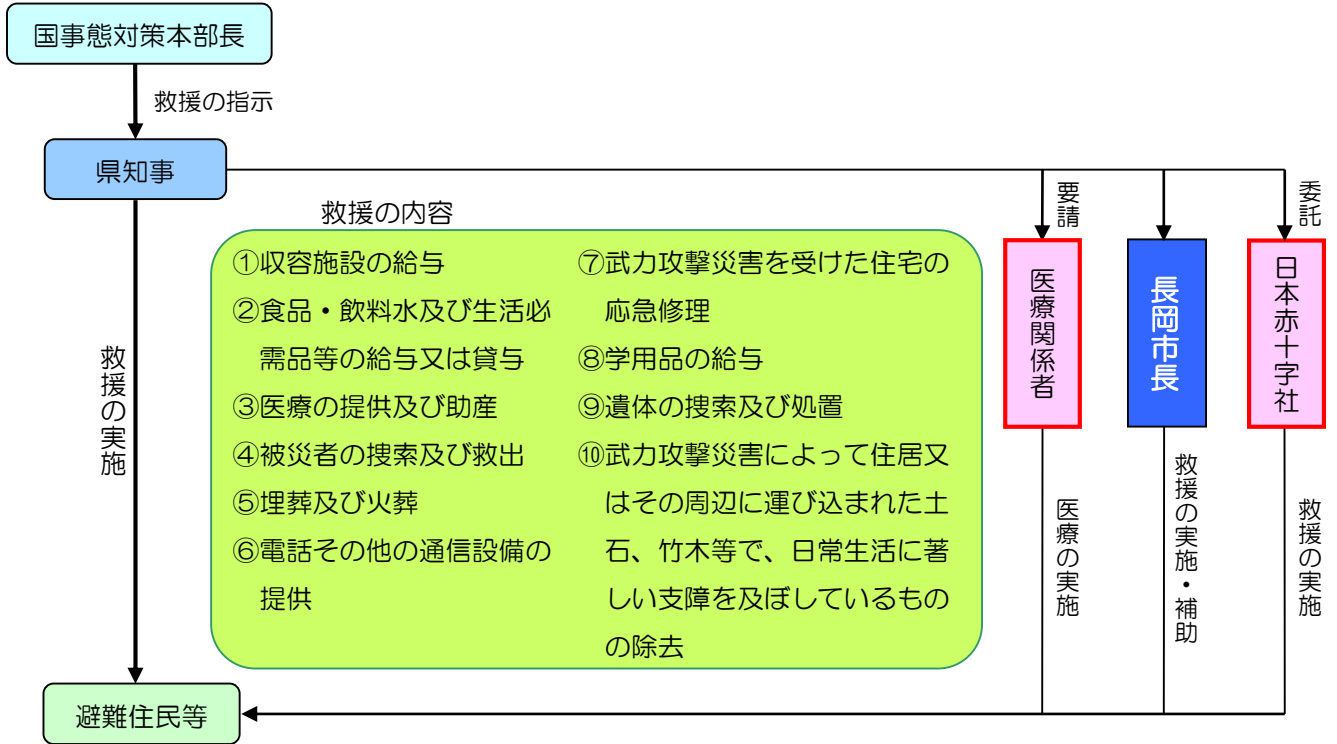 国事態対策本部長
救援の指示
県知事
救援の内容
①収容施設の給与
②食品・飲料水及び生活必
需品等の給与又は貸与
③医療の提供及び助産
④被災者の捜索及び救出
⑤埋葬及び火葬
⑥電話その他の通信設備の
提供
⑦武力攻撃災害を受けた住宅の
応急修理
⑧学用品の給与
⑨遺体の捜索及び処置
⑩武力攻撃災害によって住居又
はその周辺に運び込まれた土
石、竹木等で、日常生活に著
しい支障を及ぼしているもの
の除去
救援の実施
要請
医療関係者
医療の実施
長岡市長
救援の実施・補助
委託
日本赤十字社
救援の実施
避難住民等